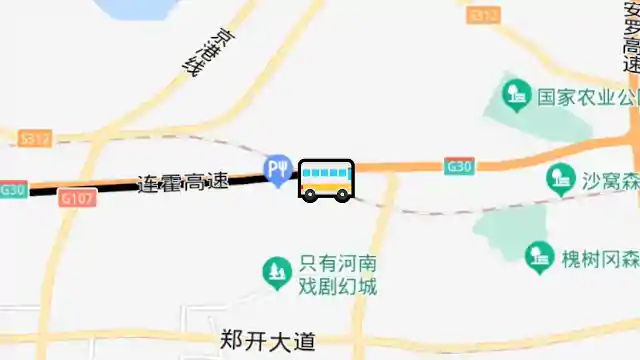 S312
安罗高速
京港线
国家农业公
S312
G30
连霍高速
G30
沙窝森
G107
只有河南
戏剧幻城
槐树冈森
郑开大道